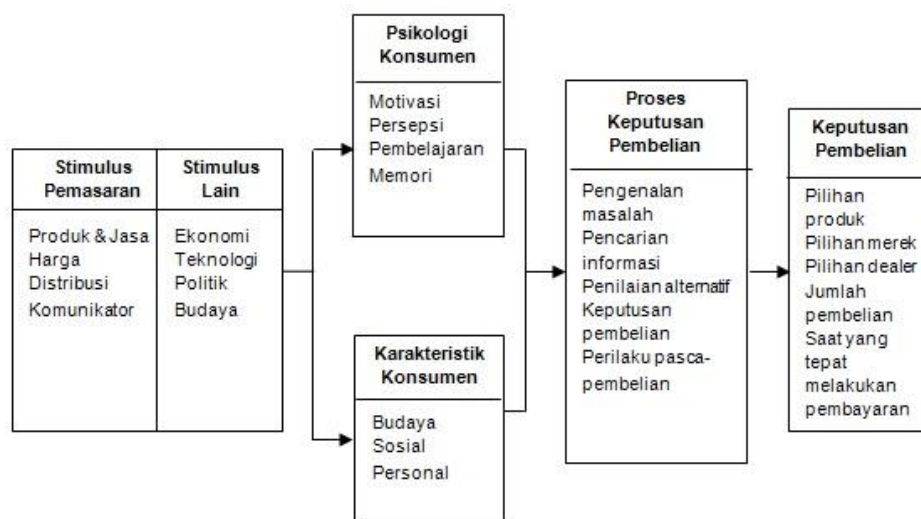 Stimulus
Pemasaran
Produk & Jasa
Harga
Distribusi
Komunikator
Stimulus
Lain
Ekonomi
Teknologi
Politik
Budaya
Psikologi
Konsumen
Motivasi
Persepsi
Pembelajaran
Memori
Karakteristik
Konsumen
Budaya
Sosial
Personal
Proses
Keputusan
Pembelian
Pengenalan
masalah
Pencarian
informasi
Penilaian alternatif
Keputusan
pembelian
Perilaku pasca-
pembelian
Keputusan
Pembelian
Pilihan
produk
Pilihan merek
Pilihan dealer
Jumlah
pembelian
Saat yang
tepat
melakukan
pembayaran